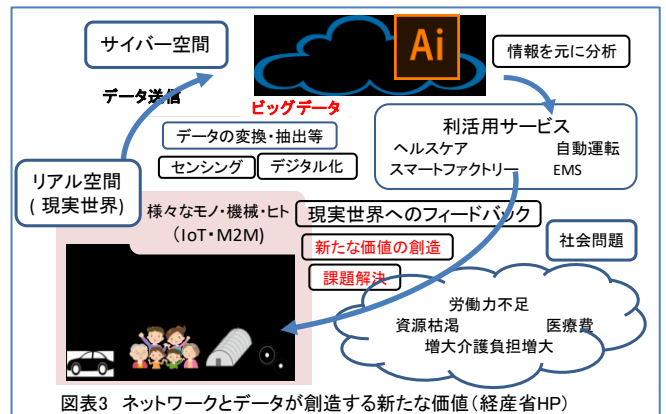 サイバー空間
Ai
情報を元に分析
データ送信
ビッグデータ
データの変換・抽出等
センシング
デジタル化
利活用サービス
ヘルスケア 自動運転
スマートファクトリー EMS
リアル空間
(現実世界)
様々なモノ・機械・ヒト
(IoT・M2M)
現実世界へのフィードバック
新たな価値の創造
課題解決
社会問題
労働力不足
資源枯渇 医療費
増大介護負担増大
図表3 ネットワークとデータが創造する新たな価値(経産省HP)